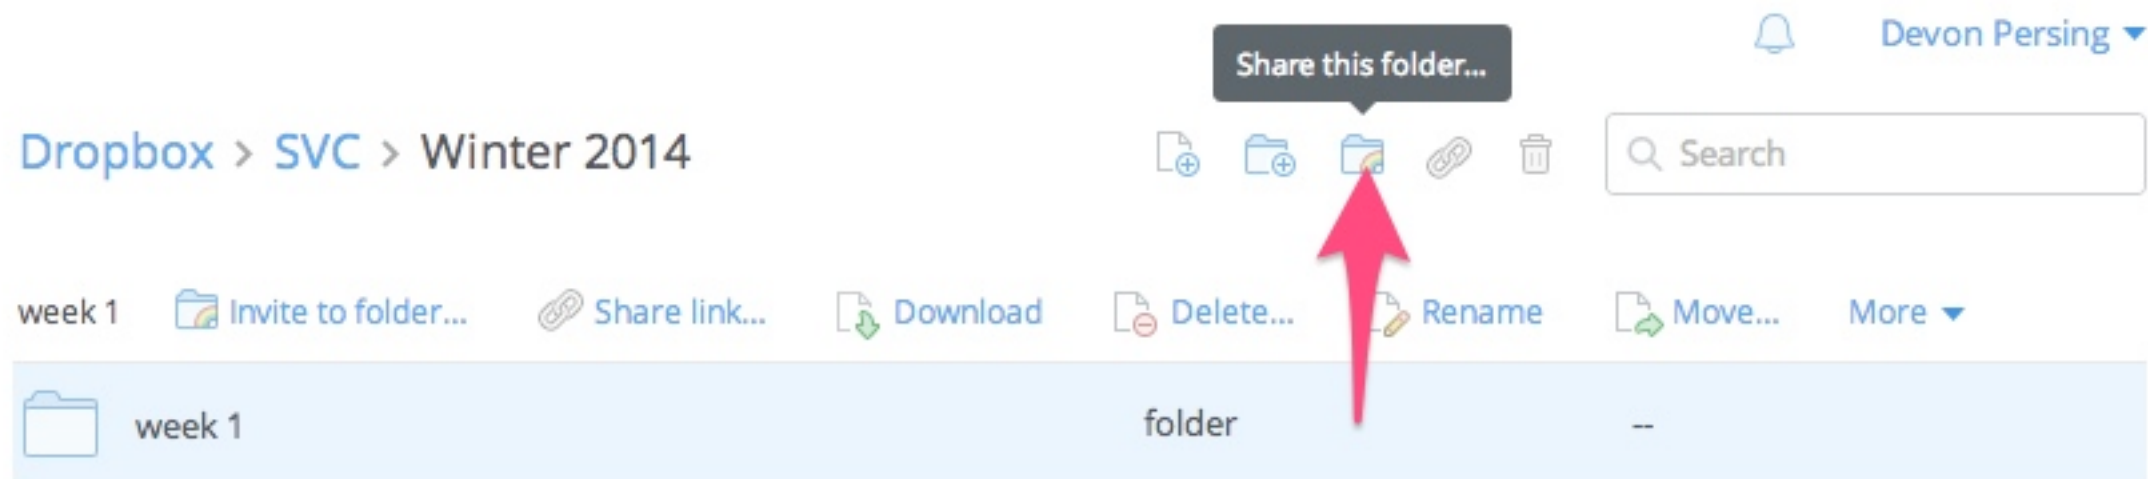 Devon Persing
Share this folder...
Dropbox > SVC > Winter 2014
Search
week 1 Invite to folder... Share link... Download Delete... Rename Move... More
week 1 folder --